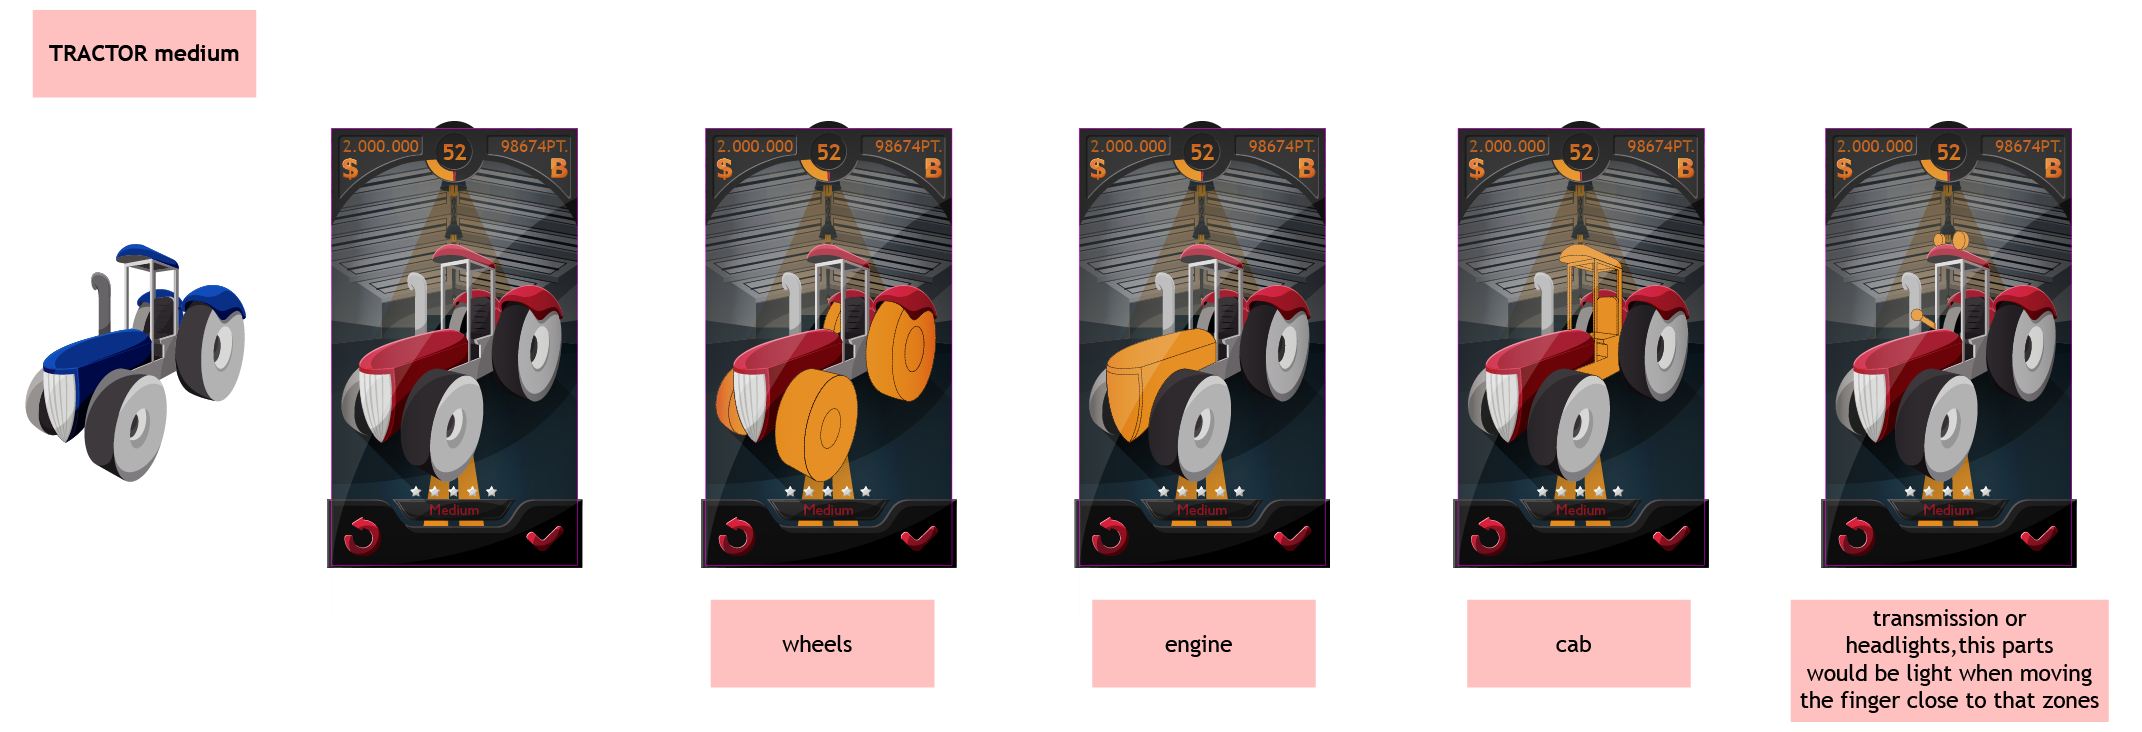 TRACTOR medium
2.000.000 52 98674PT.
$ B
Medium
2.000.000 52 98674PT.
$ B
Medium
2.000.000 52 98674PT.
$ B
Medium
2.000.000 52 98674PT.
$ B
Medium
2.000.000 52 98674PT.
$ B
Medium
wheels
engine
cab
transmission or
headlights,this parts
would be light when moving
the finger close to that zones